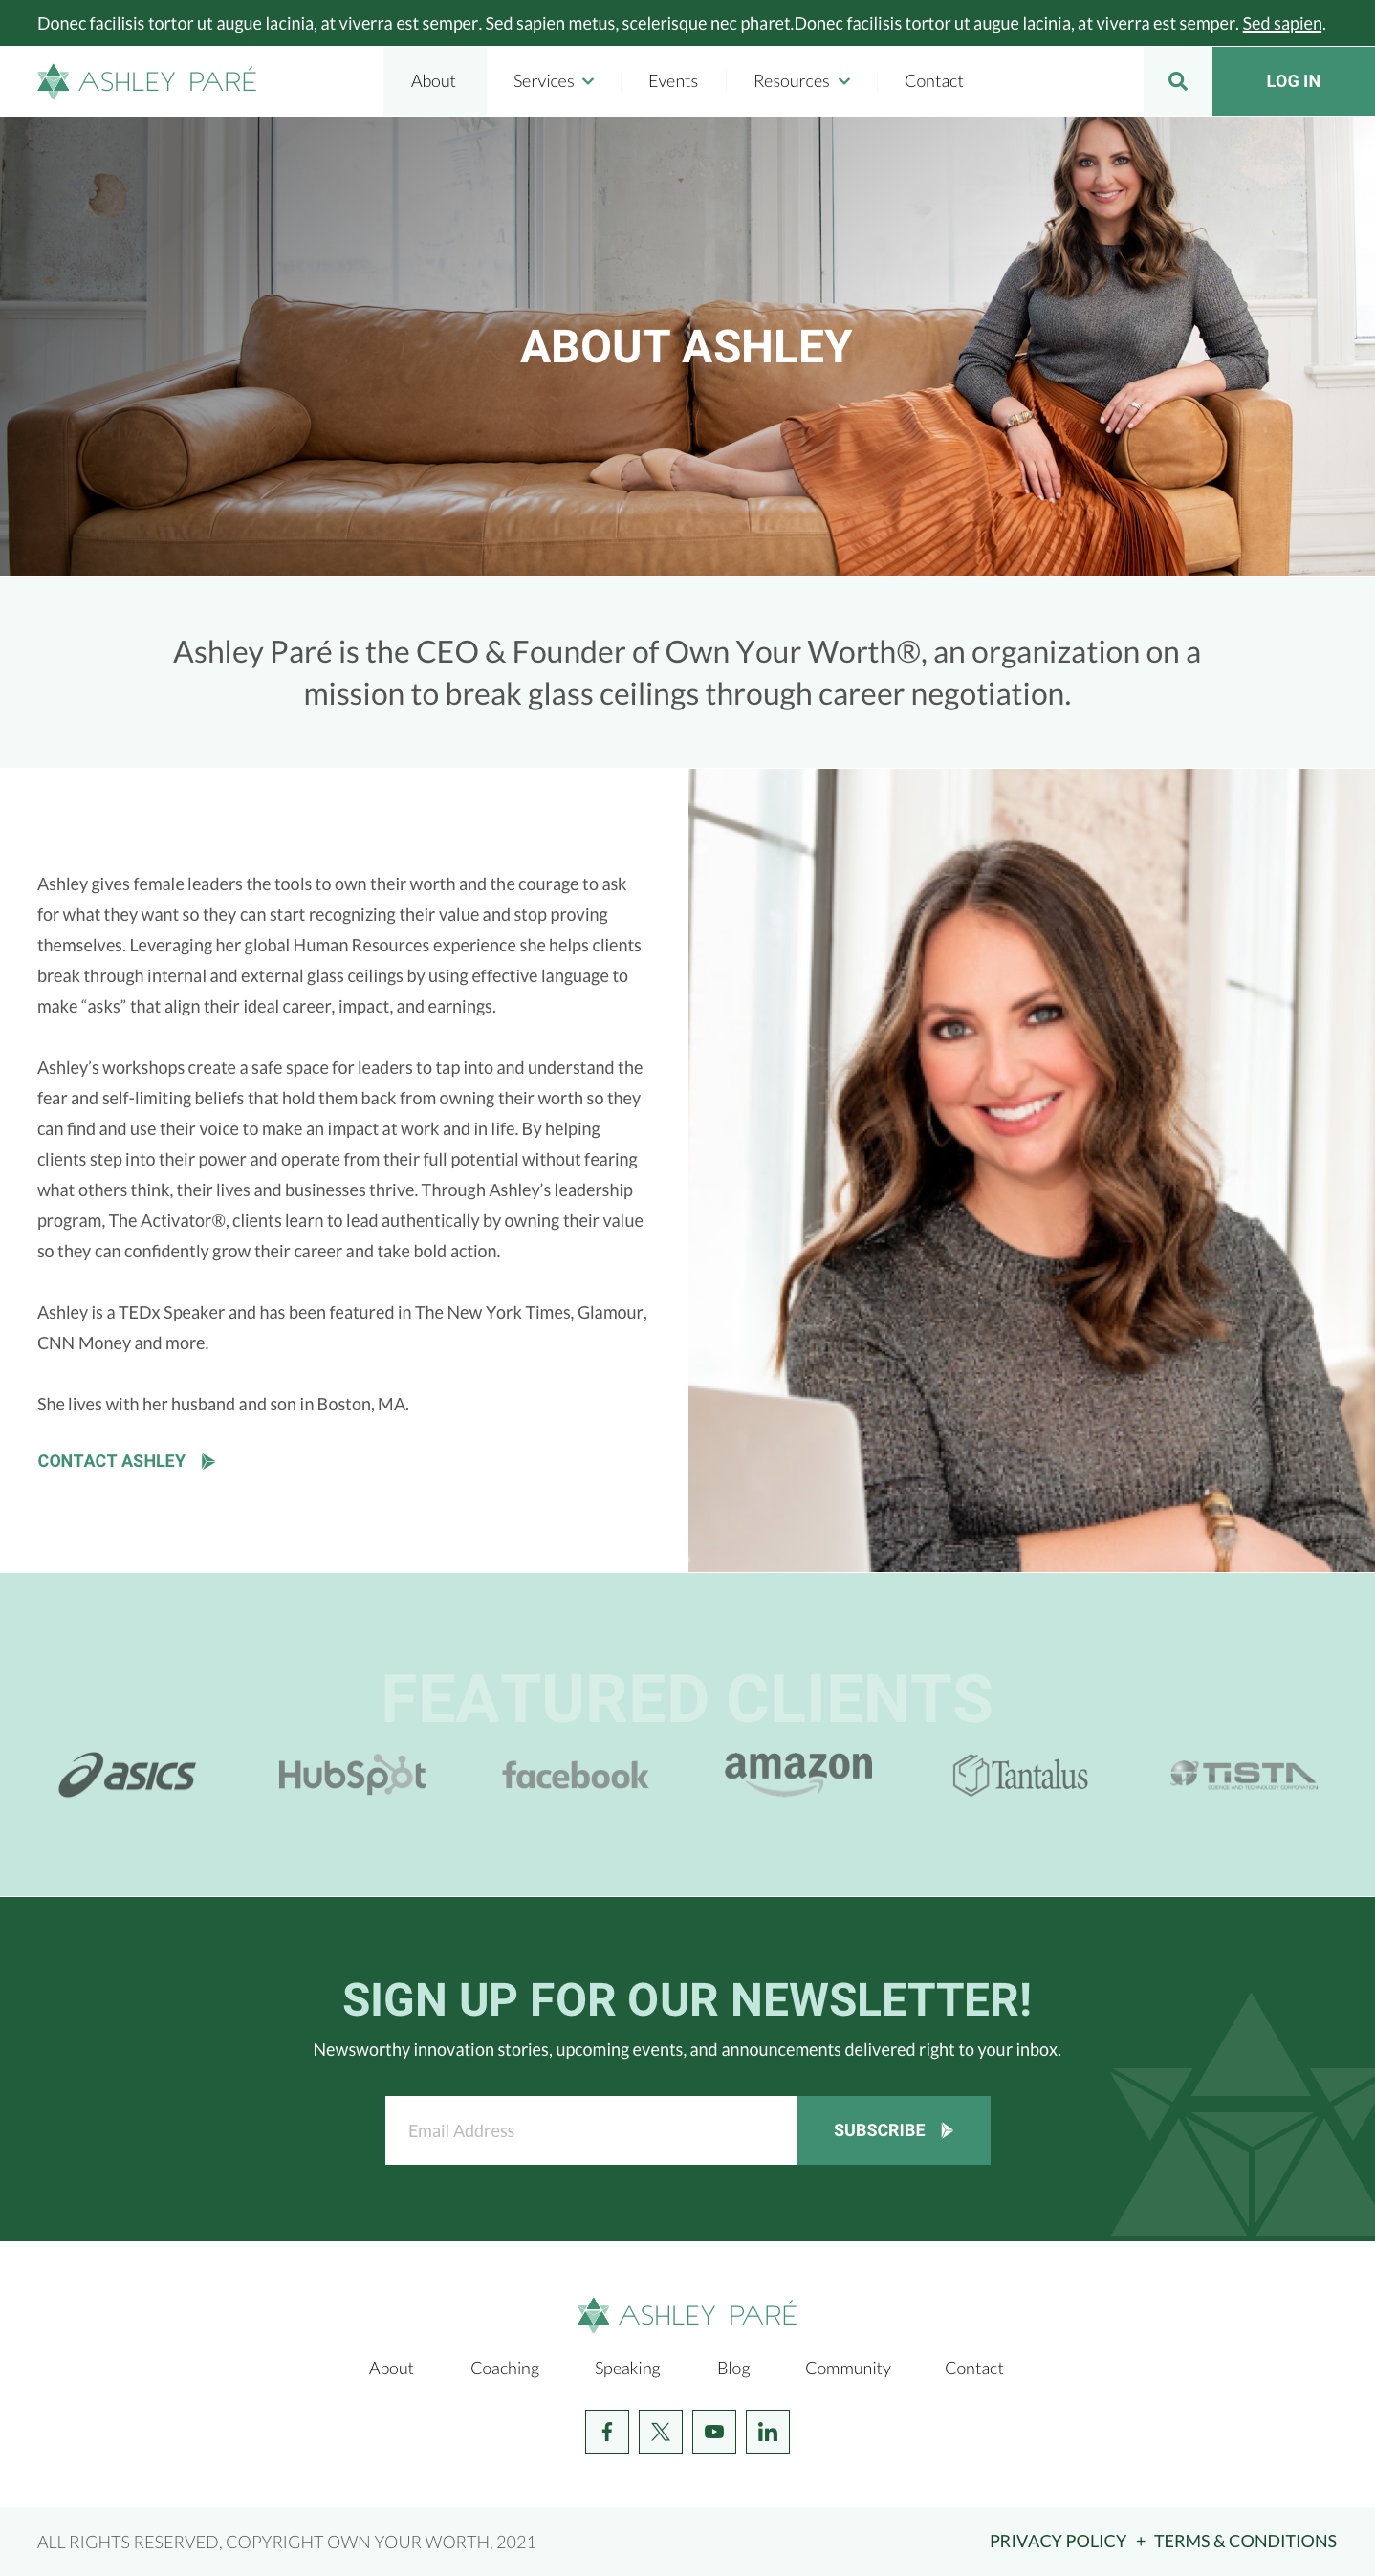 Donec facilisis tortor ut augue lacinia, at viverra est semper. Sed sapien metus, scelerisque nec pharet.Donec facilisis tortor ut augue lacinia, at viverra est semper. Sed sapien.
ASHLEY PARÉ
About
Services
Events
Resources
Contact
LOG IN
ABOUT ASHLEY
Ashley Paré is the CEO & Founder of Own Your Worth®, an organization on a
mission to break glass ceilings through career negotiation.
Ashley gives female leaders the tools to own their worth and the courage to ask
for what they want so they can start recognizing their value and stop proving
themselves. Leveraging her global Human Resources experience she helps clients
break through internal and external glass ceilings by using effective language to
make “asks” that align their ideal career, impact, and earnings.
Ashley's workshops create a safe space for leaders to tap into and understand the
fear and self-limiting beliefs that hold them back from owning their worth so they
can find and use their voice to make an impact at work and in life. By helping
clients step into their power and operate from their full potential without fearing
what others think, their lives and businesses thrive. Through Ashley's leadership
program, The Activator®, clients learn to lead authentically by owning their value
so they can confidently grow their career and take bold action.
Ashley is a TEDx Speaker and has been featured in The New York Times, Glamour,
CNN Money and more.
She lives with her husband and son in Boston, MA.
CONTACT ASHLEY
FEATURED CLIENTS
asics
HubSpot
facebook
amazon
Tantalus
TiSTA
SCIENCE AND TECHNOLOGY CORPORATION
SIGN UP FOR OUR NEWSLETTER!
Newsworthy innovation stories, upcoming events, and announcements delivered right to your inbox.
Email Address
SUBSCRIBE
ASHLEY PARÉ
About
Coaching
Speaking
Blog
Community
Contact
ALL RIGHTS RESERVED, COPYRIGHT OWN YOUR WORTH, 2021
PRIVACY POLICY + TERMS & CONDITIONS